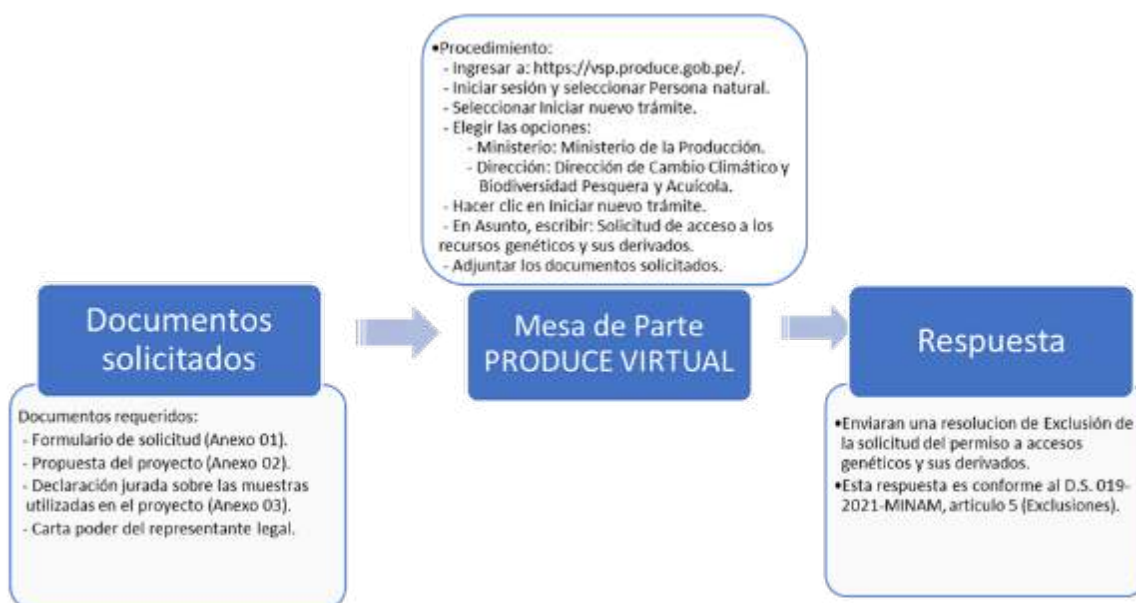 •Procedimiento:
- Ingresar a: https://vsp.produce.gob.pe/.
- Iniciar sesión y seleccionar Persona natural.
- Seleccionar Iniciar nuevo trámite.
- Elegir las opciones:
- Ministerio: Ministerio de la Producción.
- Dirección: Dirección de Cambio Climático y
Biodiversidad Pesquera y Acuícola.
- Hacer clic en Iniciar nuevo trámite.
- En Asunto, escribir: Solicitud de acceso a los
recursos genéticos y sus derivados.
- Adjuntar los documentos solicitados.
Documentos
solicitados
Mesa de Parte
PRODUCE VIRTUAL
Respuesta
Documentos requeridos:
- Formulario de solicitud (Anexo 01).
- Propuesta del proyecto (Anexo 02).
- Declaración jurada sobre las muestras
utilizadas en el proyecto (Anexo 03).
- Carta poder del representante legal.
•Enviaran una resolucion de Exclusión de
la solicitud del permiso a accesos
genéticos y sus derivados.
•Esta respuesta es conforme al D.S. 019-
2021-MINAM, articulo 5 (Exclusiones).